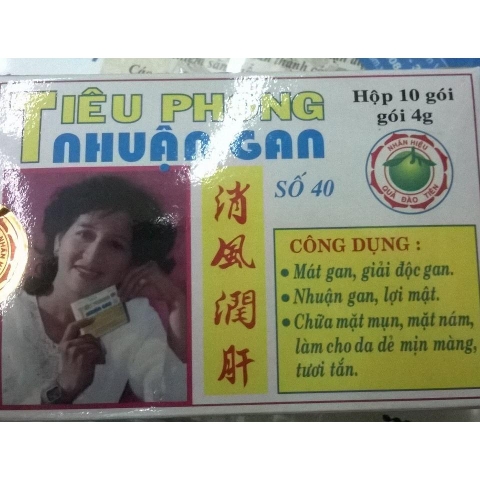 TIÊU PHONG
NHUẬN GAN
SỐ 40
Hộp 10 gói
gói 4g
NHÃN HIỆU
QUẢ ĐÀO TIÊN
消風潤肝
CÔNG DỤNG :
• Mát gan, giải độc gan.
• Nhuận gan, lợi mật.
• Chữa mặt mụn, mặt nám,
làm cho da dẻ mịn màng,
tươi tắn.